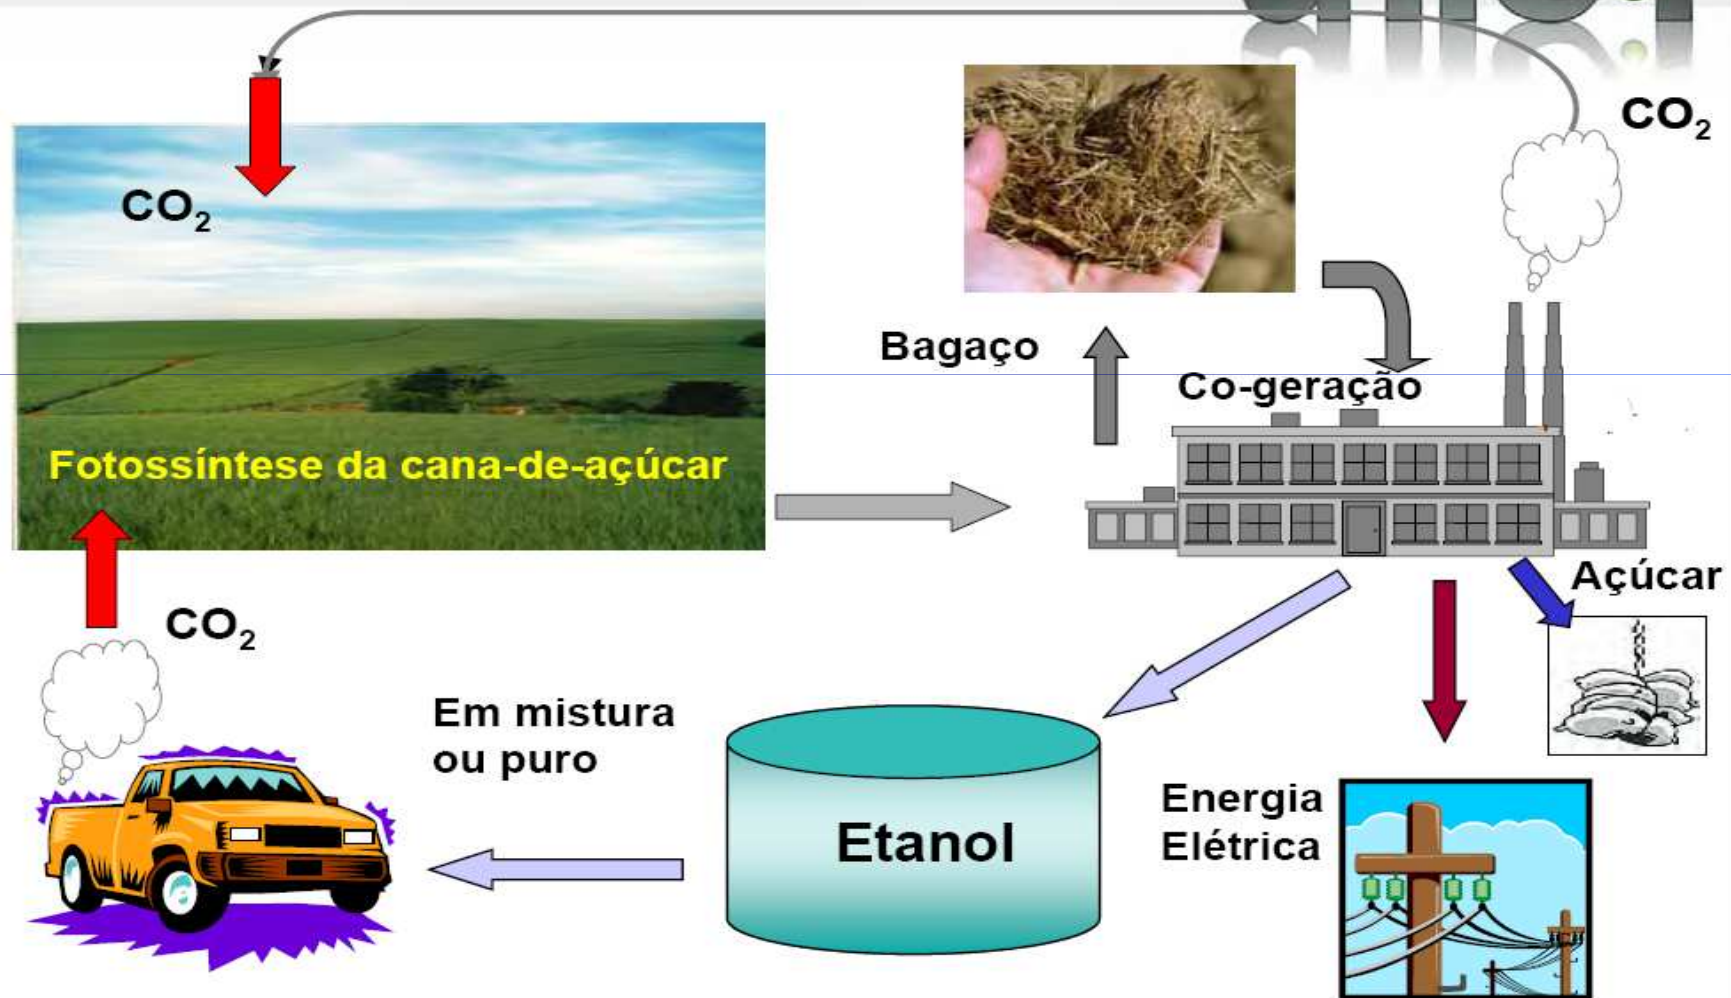 CO2
CO2
Bagaço
Co-geração
Fotossíntese da cana-de-açúcar
Açúcar
CO2
Em mistura
ou puro
Energia
Elétrica
Etanol